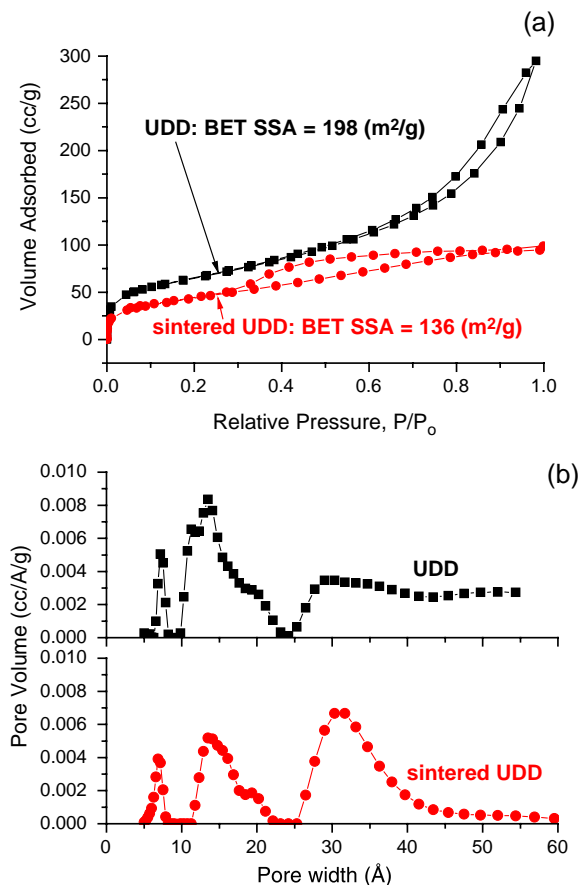 (a)
300
250
200
150
100
50
0
Volume Adsorbed (cc/g)
UDD: BET SSA = 198 (m²/g)
sintered UDD: BET SSA = 136 (m²/g)
0.0 0.2 0.4 0.6 0.8 1.0
Relative Pressure, P/Pₒ
(b)
0.010
0.008
0.006
0.004
0.002
0.000
UDD
Pore Volume (cc/A/g)
0.010
0.008
0.006
0.004
0.002
0.000
sintered UDD
0 10 20 30 40 50 60
Pore width (Å)